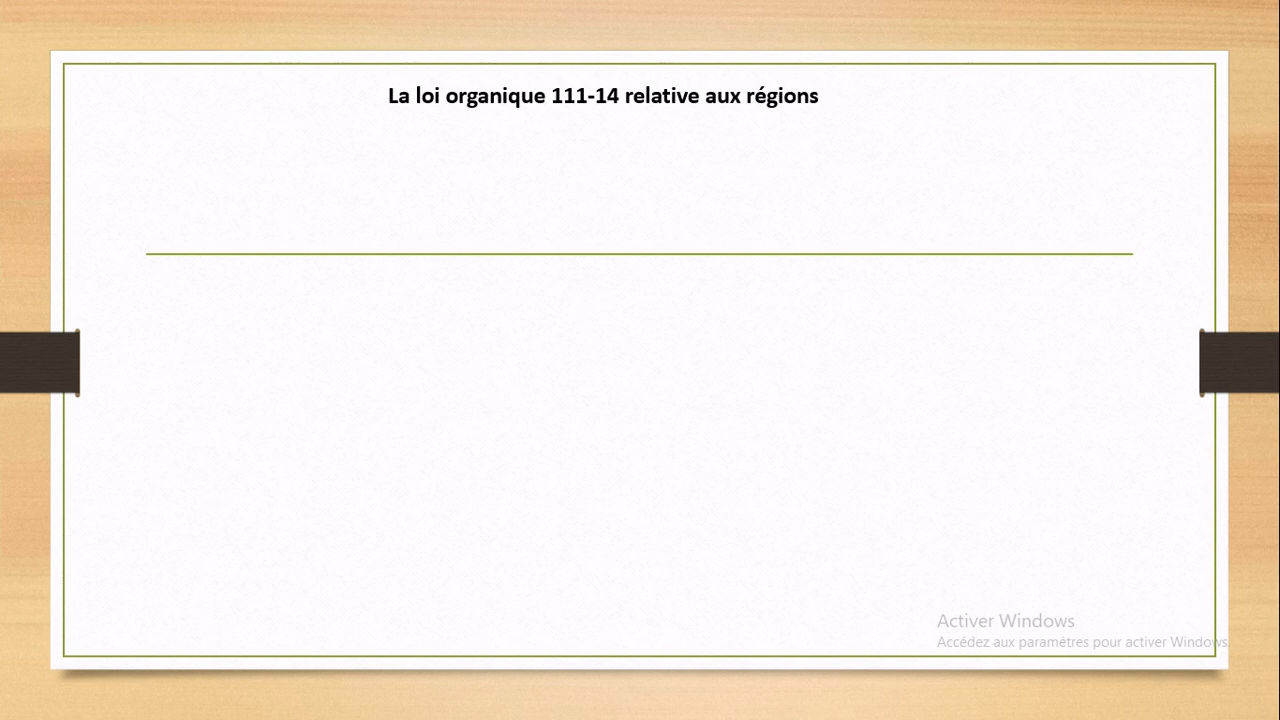 La loi organique 111-14 relative aux régions
Activer Windows
Accédez aux paramètres pour activer Windows.